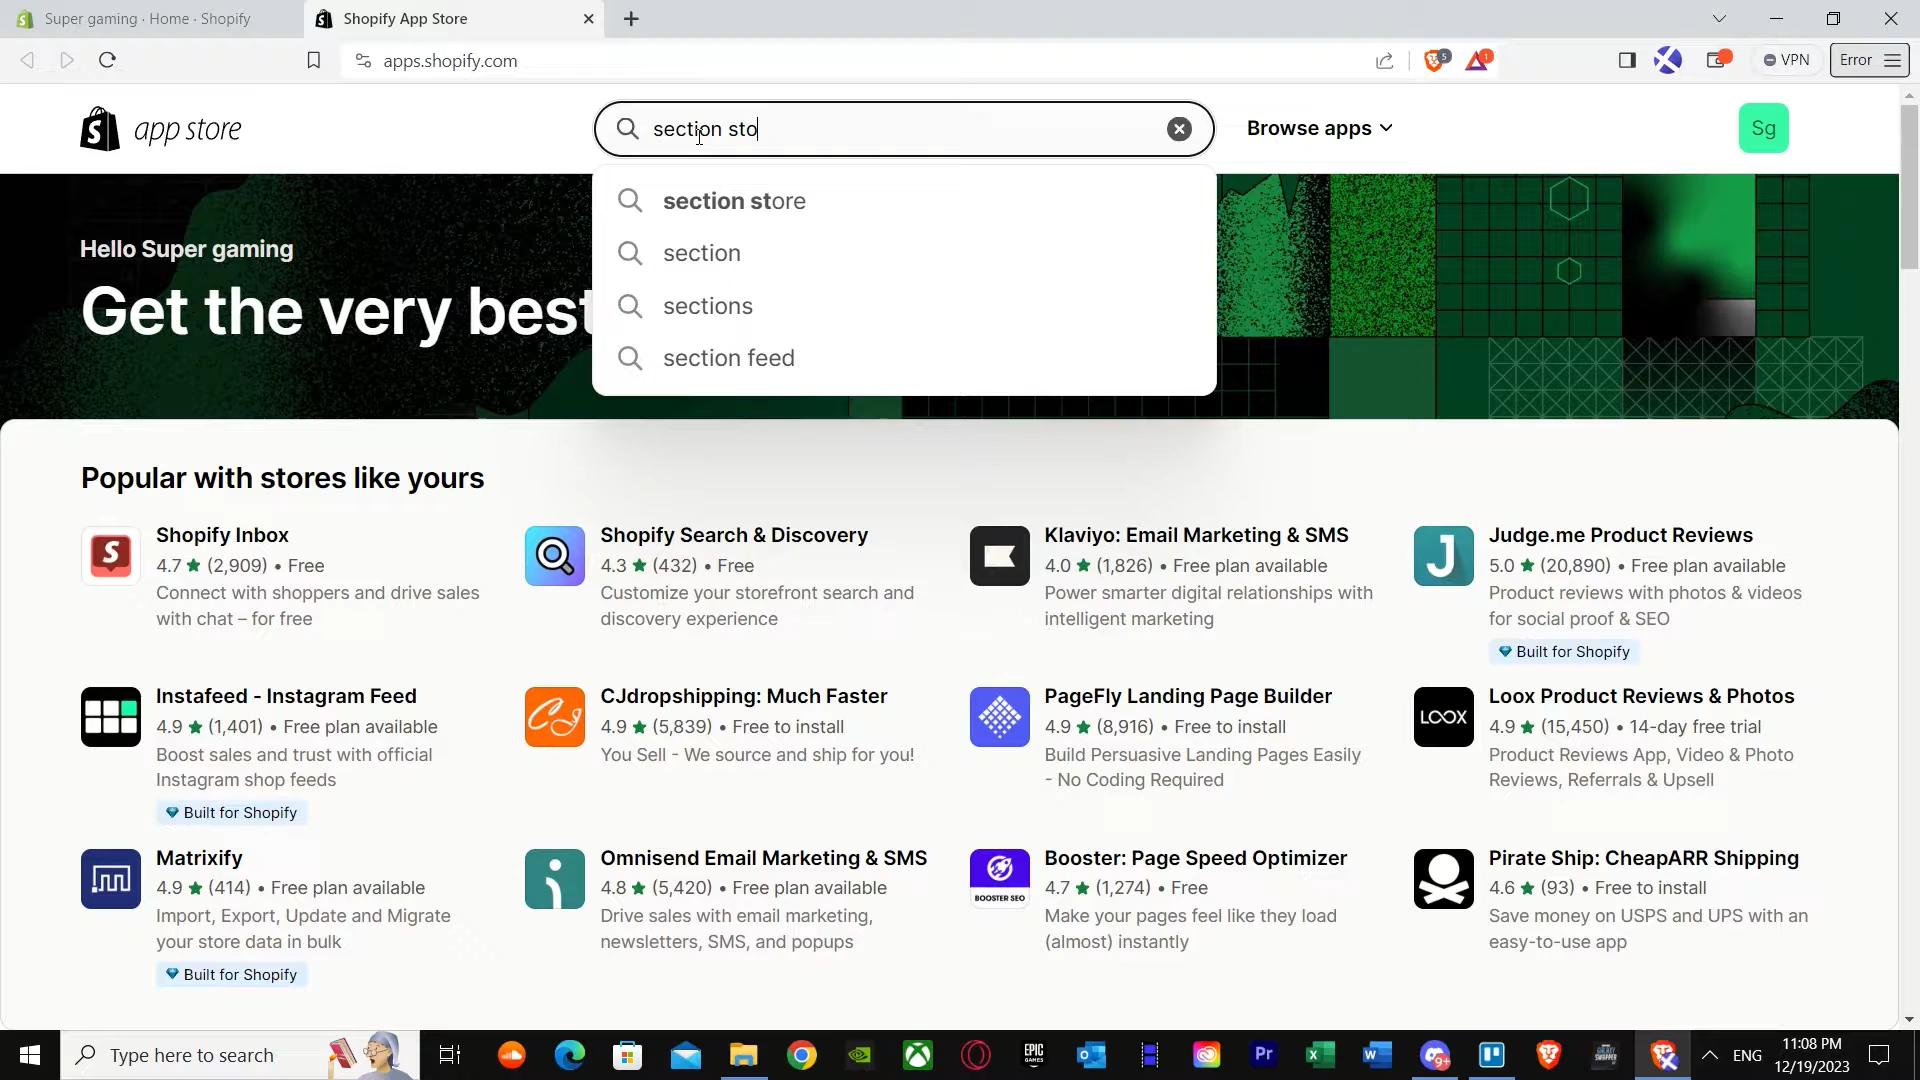 Super gaming · Home · Shopify
Shopify App Store
apps.shopify.com
5
1
VPN
Error
app store
section sto
Browse apps
Sg
section store
section
sections
section feed
Hello Super gaming
Get the very best
Popular with stores like yours
Shopify Inbox
4.7 ★ (2,909) • Free
Connect with shoppers and drive sales
with chat – for free
Shopify Search & Discovery
4.3 ★ (432) • Free
Customize your storefront search and
discovery experience
Klaviyo: Email Marketing & SMS
4.0 ★ (1,826) • Free plan available
Power smarter digital relationships with
intelligent marketing
Judge.me Product Reviews
5.0 ★ (20,890) • Free plan available
Product reviews with photos & videos
for social proof & SEO
Built for Shopify
Instafeed - Instagram Feed
4.9 ★ (1,401) • Free plan available
Boost sales and trust with official
Instagram shop feeds
Built for Shopify
CJdropshipping: Much Faster
4.9 ★ (5,839) • Free to install
You Sell - We source and ship for you!
PageFly Landing Page Builder
4.9 ★ (8,916) • Free to install
Build Persuasive Landing Pages Easily
- No Coding Required
LOOX
Loox Product Reviews & Photos
4.9 ★ (15,450) • 14-day free trial
Product Reviews App, Video & Photo
Reviews, Referrals & Upsell
Matrixify
4.9 ★ (414) • Free plan available
Import, Export, Update and Migrate
your store data in bulk
Built for Shopify
Omnisend Email Marketing & SMS
4.8 ★ (5,420) • Free plan available
Drive sales with email marketing,
newsletters, SMS, and popups
BOOSTER SEO
Booster: Page Speed Optimizer
4.7 ★ (1,274) • Free
Make your pages feel like they load
(almost) instantly
Pirate Ship: CheapARR Shipping
4.6 ★ (93) • Free to install
Save money on USPS and UPS with an
easy-to-use app
Type here to search
EPIC
GAMES
Pr
9+
ENG
11:08 PM
12/19/2023